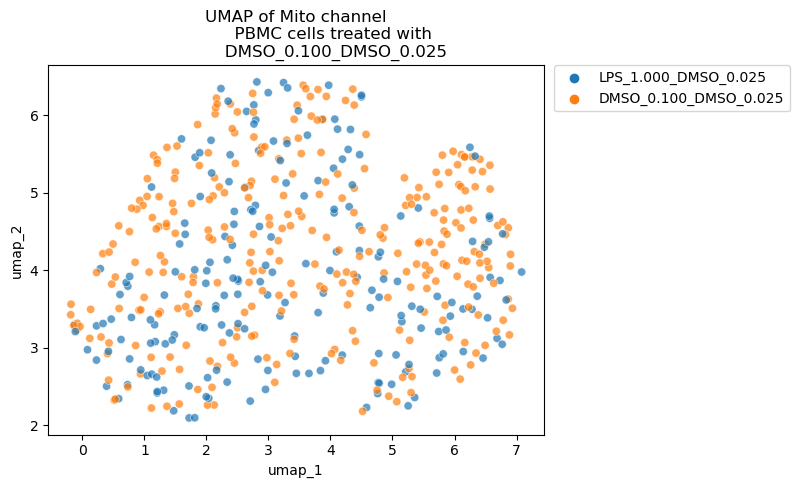 UMAP of Mito channel
PBMC cells treated with
DMSO_0.100_DMSO_0.025
LPS_1.000_DMSO_0.025
DMSO_0.100_DMSO_0.025
umap_2
6
5
4
3
2
0 1 2 3 4 5 6 7
umap_1